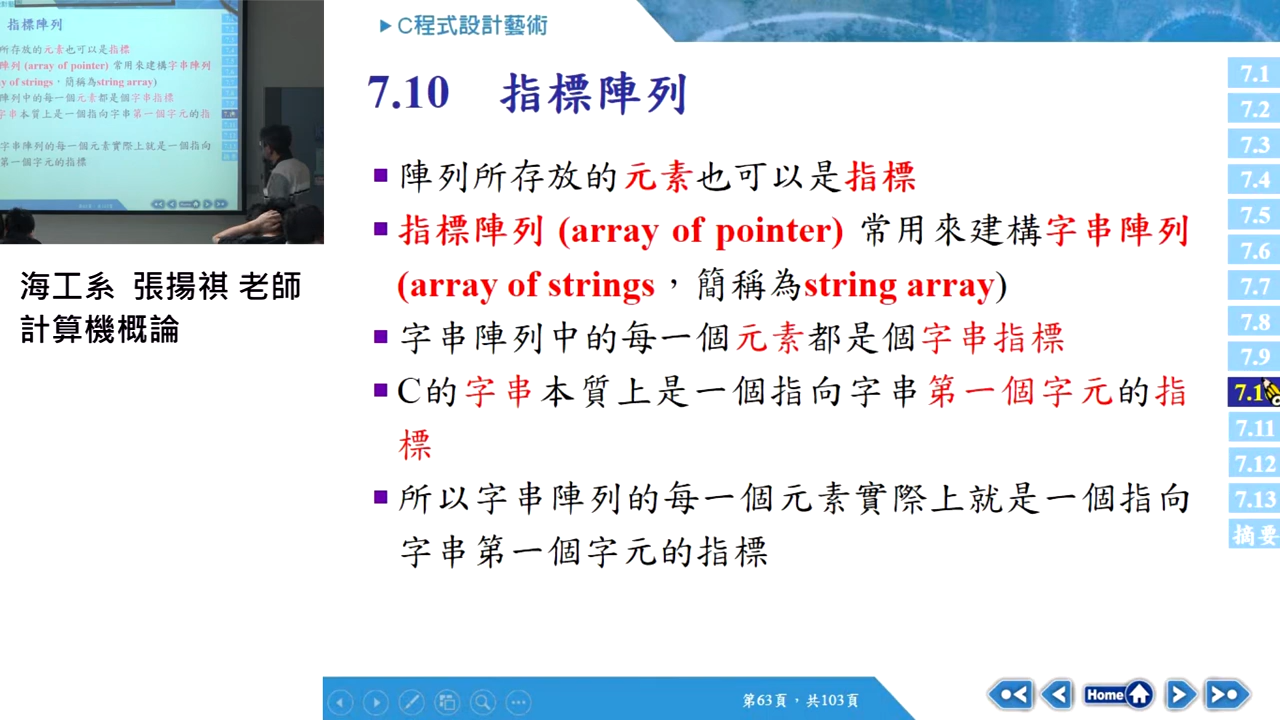 指標陣列
所存放的元素也可以是指標
陣列 (array of pointer) 常用來建構字串陣列
y of strings，簡稱為string array)
陣列中的每一個元素都是個字串指標
字串本質上是一個指向字串第一個字元的指
字串陣列的每一個元素實際上就是一個指向
第一個字元的指標
海工系 張揚祺 老師
計算機概論
C程式設計藝術
7.10 指標陣列
陣列所存放的元素也可以是指標
指標陣列 (array of pointer) 常用來建構字串陣列
(array of strings，簡稱為string array)
字串陣列中的每一個元素都是個字串指標
C的字串本質上是一個指向字串第一個字元的指
標
所以字串陣列的每一個元素實際上就是一個指向
字串第一個字元的指標
7.1
7.2
7.3
7.4
7.5
7.6
7.7
7.8
7.9
7.1
7.11
7.12
7.13
摘要
第63頁，共103頁
Home